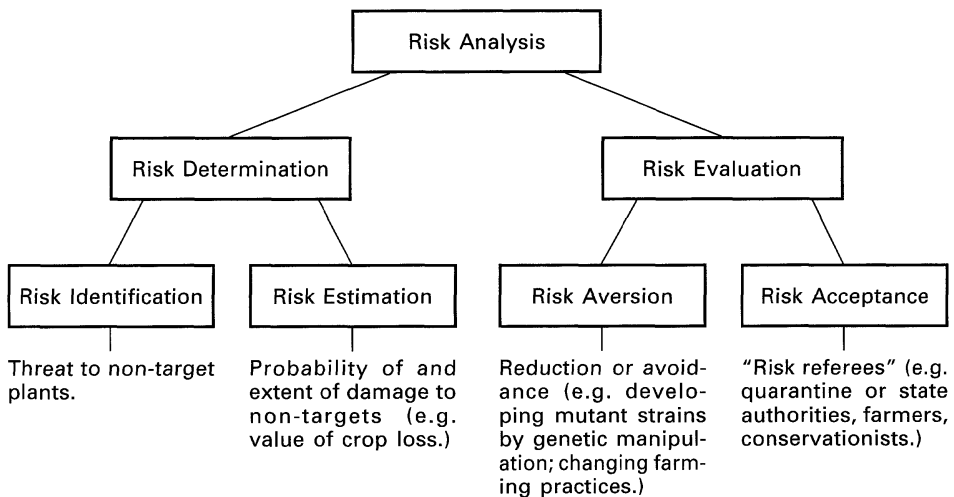 Risk Analysis
Risk Determination
Risk Evaluation
Risk Identification
Risk Estimation
Risk Aversion
Risk Acceptance
Threat to non-target
plants.
Probability of and
extent of damage to
non-targets (e.g.
value of crop loss.)
Reduction or avoid-
ance (e.g. develo-
ping mutant strains
by genetic manipul-
ation; changing farm-
ing practices.)
“Risk referees” (e.g.
quarantine or state
authorities, farmers,
conservationists.)